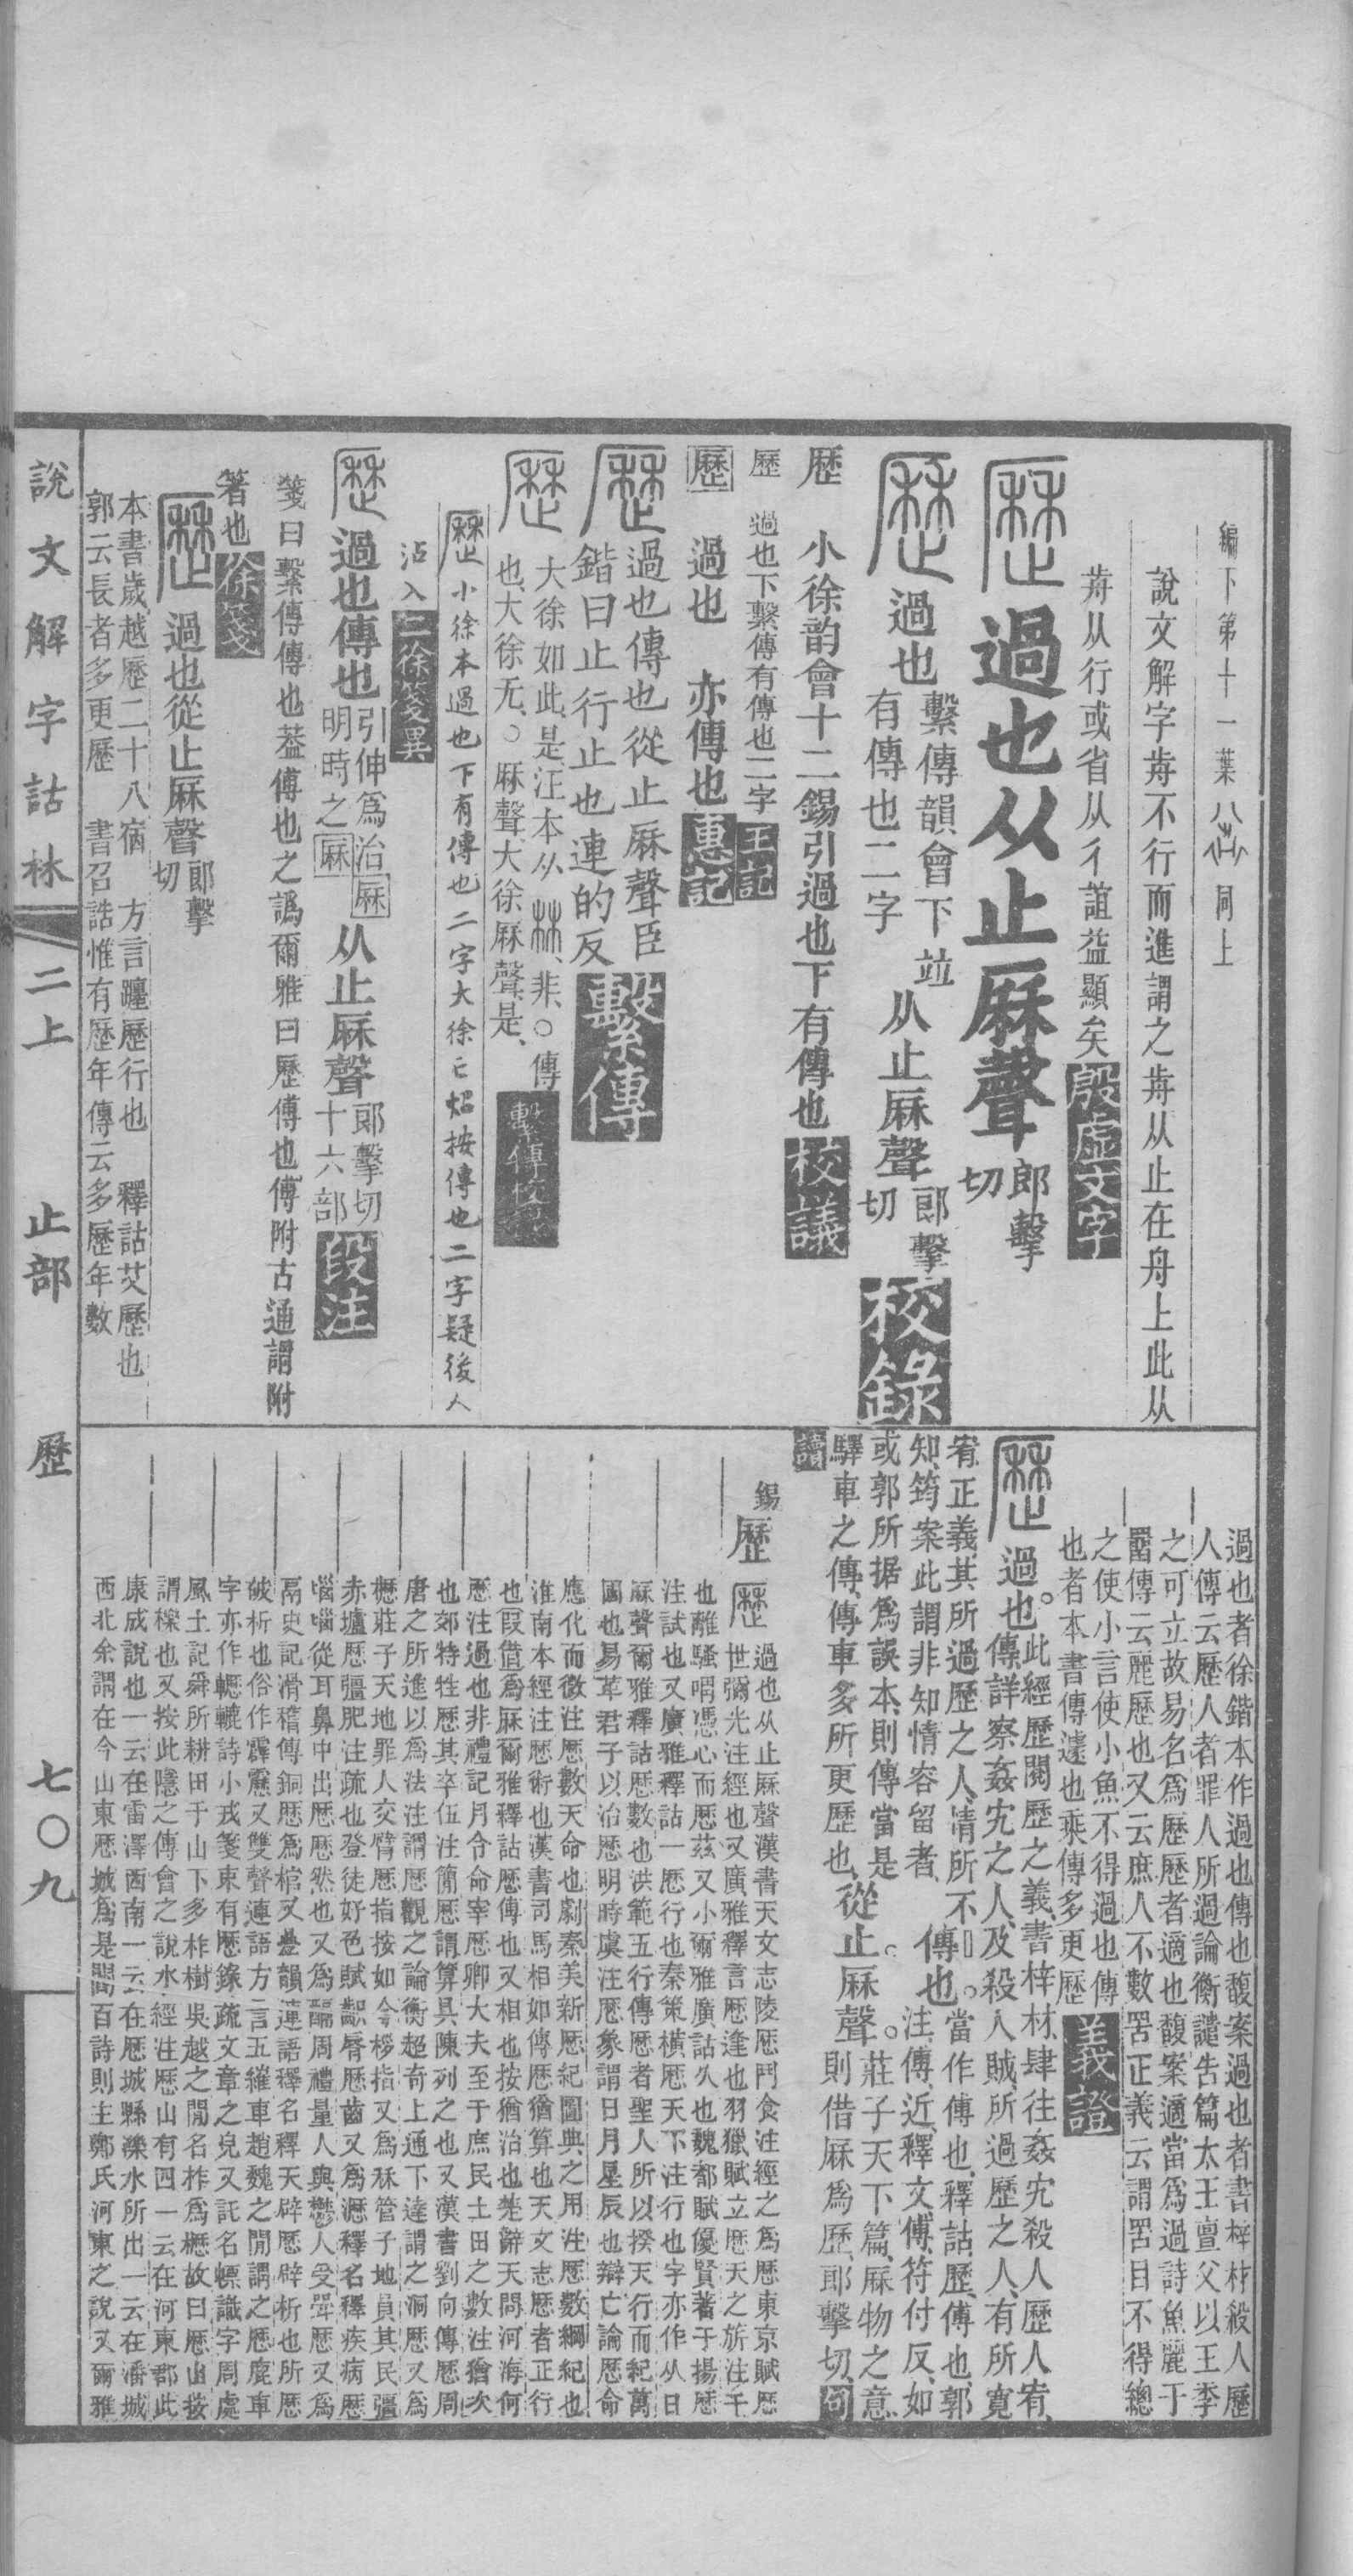 編下第十一葉 同上
說文解字歬不行而進謂之歬从止在舟上此从
歬从行或省从彳誼益顯矣 殷虛文字
歷 過也从止厤聲 郎擊切
歷 過也 繫傳韻會下並有傳也二字 从止厤聲 郎擊切 校錄
歷 小徐韵會十二錫引過也下有傳也 校議
歷 過也下繫傳有傳也二字 王記
歷 過也 亦傳也 惠記
歷 過也傳也從止厤聲臣鍇曰止行止也連的反 繫傳
歷 大徐如此是汪本从秝非○傳也大徐无○厤聲大徐厤聲是 繫傳校錄
歷 小徐本過也下有傳也二字大徐亡炤按傳也二字疑後人
沾入 二徐箋異
歷 過也傳也 引伸爲治厤明時之厤 从止厤聲 郎擊切十六部 段注
箋曰繫傳傳也葢傅也之譌爾雅曰歷傅也傅附古通謂附
箸也 徐箋
歷 過也從止厤聲 郎擊切
本書歲越歷二十八宿 方言躔歷行也 釋詁艾歷也
郭云長者多更歷 書召誥惟有歷年傳云多歷年數
過也者徐鍇本作過也傳也馥案過也者書梓材殺人歷
人傳云歷人者罪人所過論衡譴告篇太王亶父以王季
之可立故易名爲歷歷者適也馥案適當爲過詩魚麗于
罶傳云麗歷也又云庶人不數罟正義云謂罟目不得總
之使小言使小魚不得過也傳
也者本書傳遽也乘傳多更歷 義證
歷 過也。此經歷閱歷之義、書梓材、肆往姦宄殺人歷人宥、
傳、詳察姦宄之人、及殺人賊、所過歷之人、有所寬
宥、正義、其所過歷之人、情所不 傳也。當作傅也、釋詁、歷、傅也、郭
知、筠案此謂非知情容留者、 注、傅、近、釋文、傅、符付反、如
或郭所据爲誤本、則傳當是 從止。厤聲。莊子天下篇、厤物之意、
驛車之傳、傳車多所更歷也、 則借厤爲歷、郎擊切、句
讀
錫 歷 歷 過也从止厤聲漢書天文志陵歷鬥食注經之爲歷東京賦歷
世彌光注經也又廣雅釋言歷逢也羽獵賦立歷天之旂注干
也離騷喟憑心而歷茲又小爾雅廣詁久也魏都賦優賢著于揚歷
注試也又廣雅釋詁一歷行也秦策橫歷天下注行也字亦作从日
厤聲爾雅釋詁歷數也洪範五行傳歷者聖人所以揆天行而紀萬
國也易革君子以治歷明時虞注歷象謂日月星辰也辯亡論歷命
應化而微注歷數天命也劇秦美新歷紀圖典之用注歷數綱紀也
淮南本經注歷術也漢書司馬相如傳歷猶算也天文志歷者正行
也叚借爲厤爾雅釋詁歷傅也又相也按猶治也楚辭天問河海何
歷注過也非禮記月令命宰歷卿大夫至于庶民土田之數注猶次
也郊特牲歷其卒伍注簡歷謂算具陳列之也又漢書劉向傳歷周
唐之所進以爲法注謂歷觀之論衡超奇上通下達謂之洞歷又爲
櫪莊子天地罪人交臂歷指按如今桚指又爲秝管子地員其民彊
赤壚歷彊肥注疏也登徒好色賦齞脣歷齒又爲瀝釋名釋疾病歷
㽃㽃從耳鼻中出歷歷然也又爲䤙周禮量人與鬱人受斝歷又爲
鬲史記滑稽傳銅歷爲棺又疊韻連語釋名釋天辟歷辟析也所歷
皆破析也俗作霹靂又雙聲連語方言五維車趙魏之閒謂之歷鹿車
字亦作轣轆詩小戎箋東有歷錄疏文章之皃又託名幖識字周處
風土記舜所耕田于山下多柞樹吳越之閒名柞爲櫪故曰歷山按
謂櫟也又按此隱之傳會之說水經注歷山有四一云在河東郡此
康成說也一云在雷澤西南一云在歷城縣濼水所出一云在潘城
西北余謂在今山東歷城爲是閻百詩則主鄭氏河東之說又爾雅
說文解字詁林 二上 止部 歷 七〇九